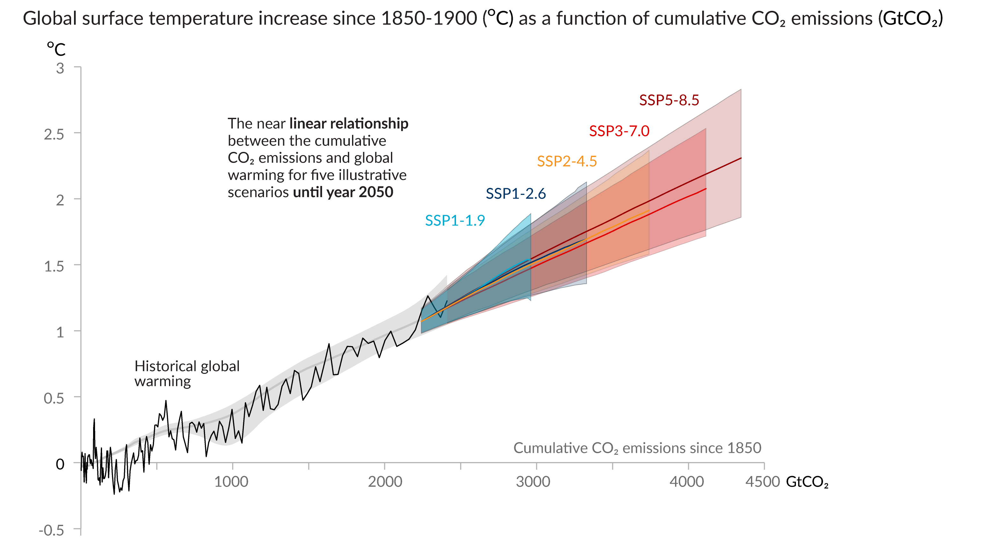 Global surface temperature increase since 1850-1900 (°C) as a function of cumulative CO₂ emissions (GtCO₂)
°C
3
2.5
2
1.5
1
0.5
0
-0.5
The near linear relationship
between the cumulative
CO₂ emissions and global
warming for five illustrative
scenarios until year 2050
SSP5-8.5
SSP3-7.0
SSP2-4.5
SSP1-2.6
SSP1-1.9
Historical global
warming
Cumulative CO₂ emissions since 1850
1000 2000 3000 4000 4500 GtCO₂